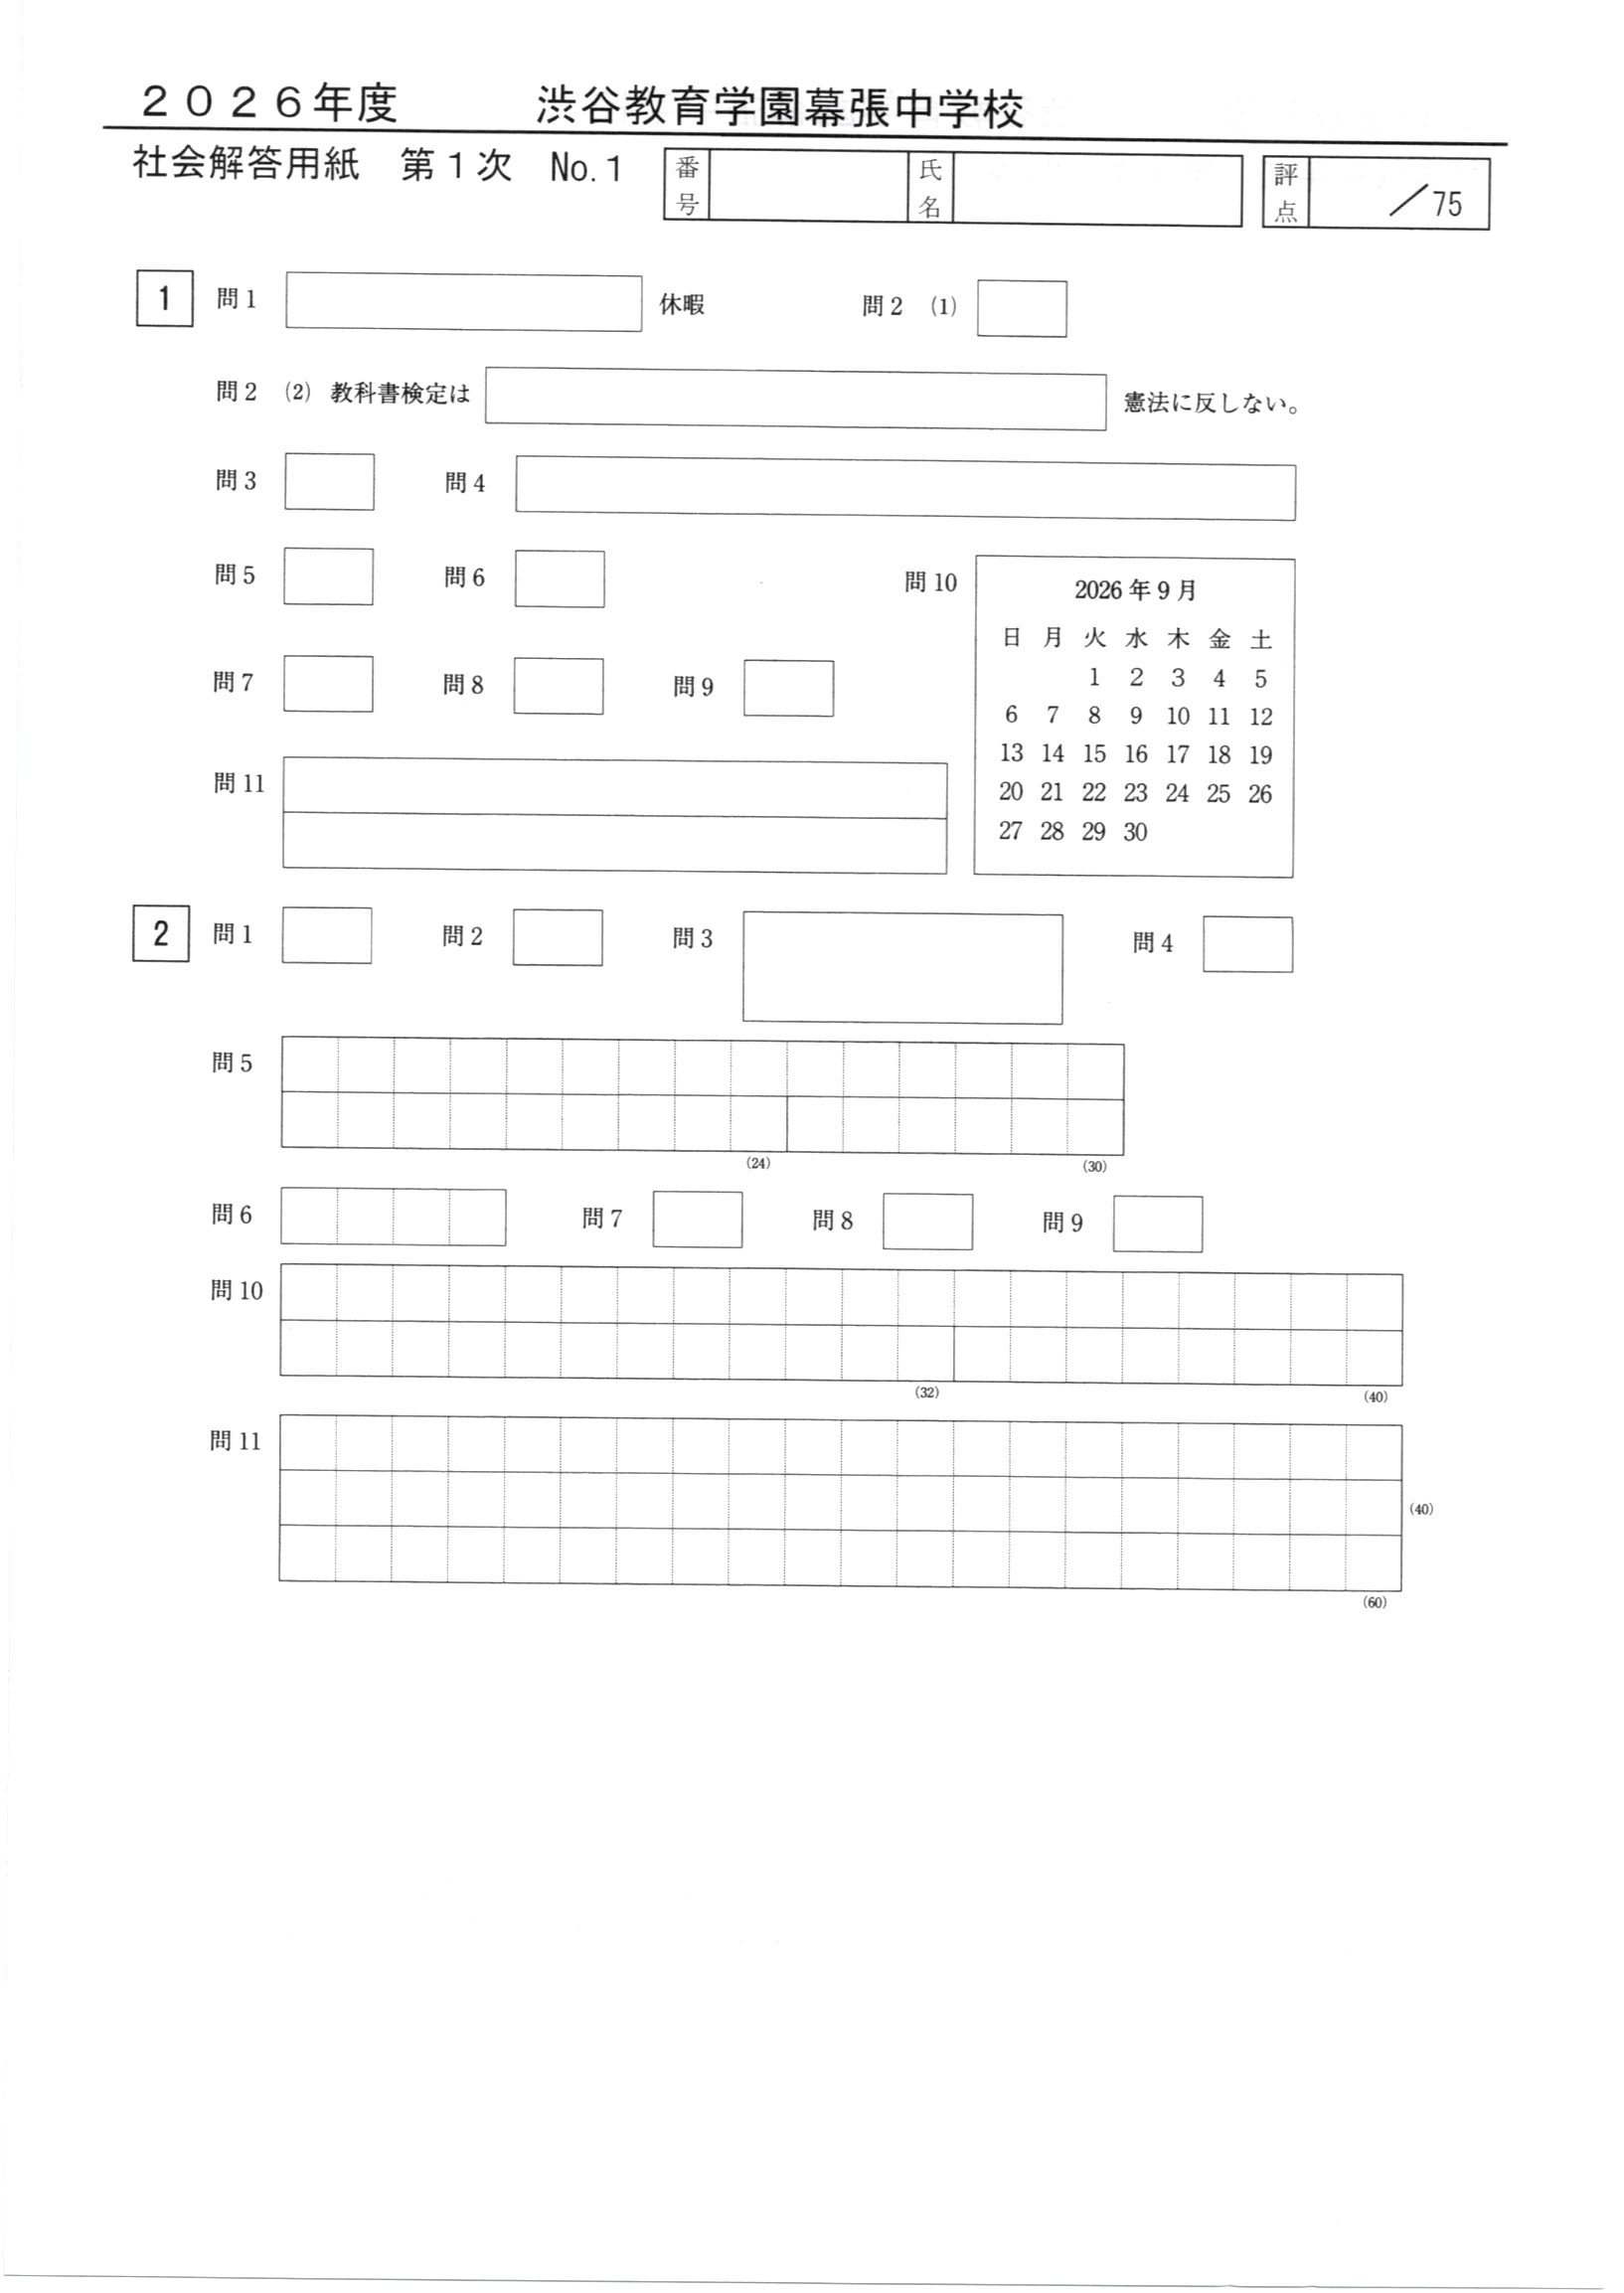 2026年度 渋谷教育学園幕張中学校
社会解答用紙 第1次 No.1 番号 氏名 評点 /75
1 問1 休暇 問2 (1)
問2 (2) 教科書検定は 憲法に反しない。
問3 問4
問5 問6 問10
問7 問8 問9
問11
2026年9月
日 月 火 水 木 金 土
1 2 3 4 5
6 7 8 9 10 11 12
13 14 15 16 17 18 19
20 21 22 23 24 25 26
27 28 29 30
2 問1 問2 問3 問4
問5
(24) (30)
問6 問7 問8 問9
問10
(32) (40)
問11
(40)
(60)